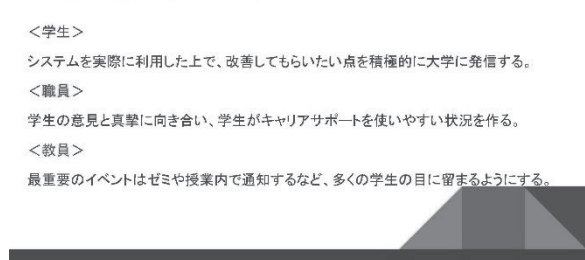 ＜学生＞
システムを実際に利用した上で、改善してもらいたい点を積極的に大学に発信する。
＜職員＞
学生の意見と真摯に向き合い、学生がキャリアサポートを使いやすい状況を作る。
＜教員＞
最重要のイベントはゼミや授業内で通知するなど、多くの学生の目に留まるようにする。